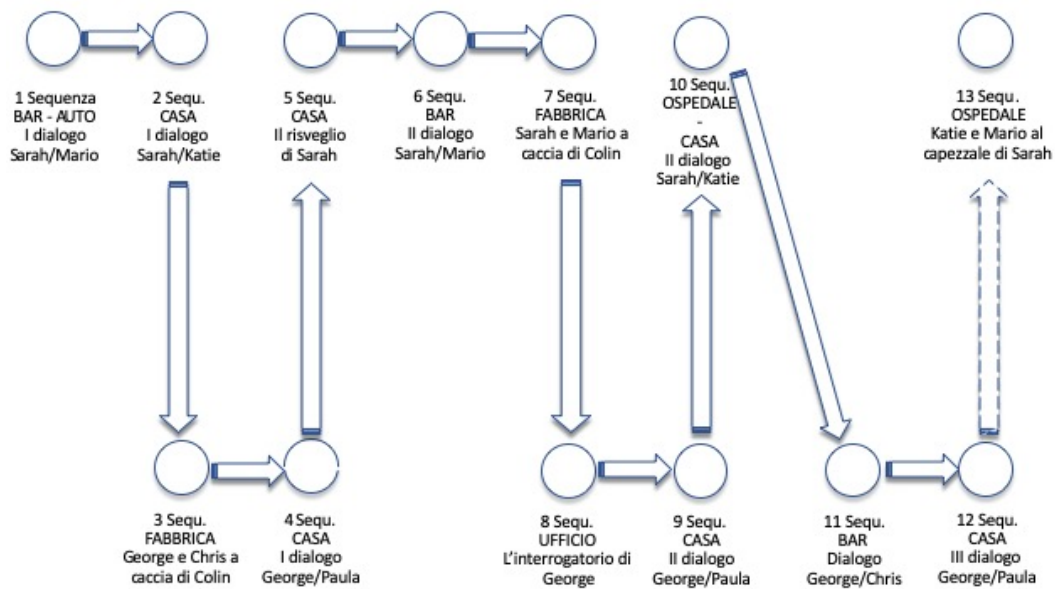 1 Sequenza
BAR - AUTO
I dialogo
Sarah/Mario
2 Sequ.
CASA
I dialogo
Sarah/Katie
5 Sequ.
CASA
Il risveglio
di Sarah
6 Sequ.
BAR
II dialogo
Sarah/Mario
7 Sequ.
FABBRICA
Sarah e Mario a
caccia di Colin
10 Sequ.
OSPEDALE
-
CASA
II dialogo
Sarah/Katie
13 Sequ.
OSPEDALE
Katie e Mario al
capezzale di Sarah
3 Sequ.
FABBRICA
George e Chris a
caccia di Colin
4 Sequ.
CASA
I dialogo
George/Paula
8 Sequ.
UFFICIO
L'interrogatorio di
George
9 Sequ.
CASA
II dialogo
George/Paula
11 Sequ.
BAR
Dialogo
George/Chris
12 Sequ.
CASA
III dialogo
George/Paula